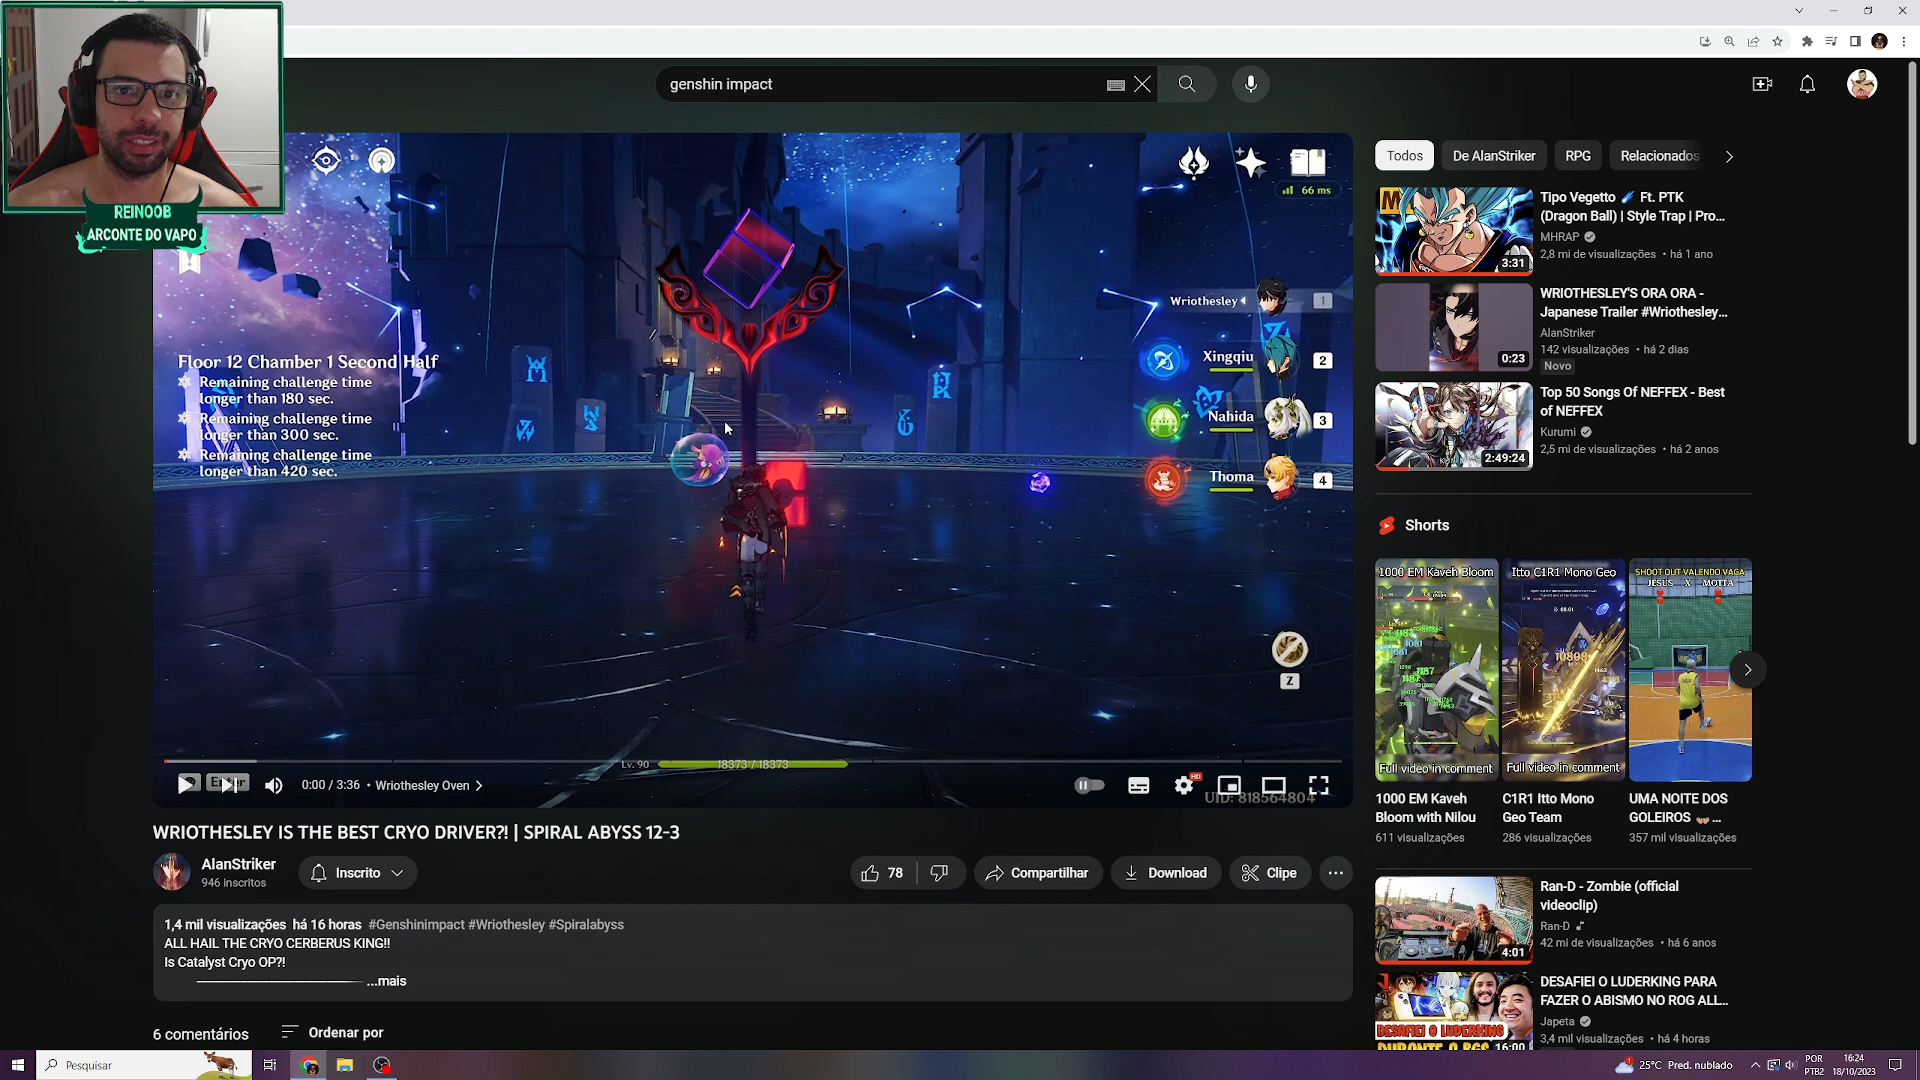 REINOOB
ARCONTE DO VAPO
genshin impact
66 ms
Floor 12 Chamber 1 Second Half
Remaining challenge time
longer than 180 sec.
Remaining challenge time
longer than 300 sec.
Remaining challenge time
longer than 420 sec.
Wriothesley
1
Xingqiu
2
Nahida
3
Thoma
4
Z
Lv. 90
18373 / 18373
Enter
0:00 / 3:36 • Wriothesley Oven
HD
UID: 818564804
WRIOTHESLEY IS THE BEST CRYO DRIVER?! | SPIRAL ABYSS 12-3
AlanStriker
946 inscritos
Inscrito
78
Compartilhar
Download
Clipe
1,4 mil visualizações há 16 horas #Genshinimpact #Wriothesley #Spiralabyss
ALL HAIL THE CRYO CERBERUS KING!!
Is Catalyst Cryo OP?!
...mais
6 comentários
Ordenar por
Todos
De AlanStriker
RPG
Relacionados
Tipo Vegetto Ft. PTK
(Dragon Ball) | Style Trap | Pro...
MHRAP
2,8 mi de visualizações • há 1 ano
3:31
WRIOTHESLEY'S ORA ORA -
Japanese Trailer #Wriothesley...
AlanStriker
142 visualizações • há 2 dias
Novo
0:23
Top 50 Songs Of NEFFEX - Best
of NEFFEX
Kurumi
2,5 mi de visualizações • há 2 anos
2:49:24
Shorts
1000 EM Kaveh Bloom
Full video in comment
1000 EM Kaveh
Bloom with Nilou
611 visualizações
Itto C1R1 Mono Geo
Full video in comment
C1R1 Itto Mono
Geo Team
286 visualizações
SHOOT OUT VALENDO VAGA
JESUS X MOTTA
UMA NOITE DOS
GOLEIROS ...
357 mil visualizações
Ran-D - Zombie (official
videoclip)
Ran-D
42 mi de visualizações • há 6 anos
4:01
DESAFIEI O LUDERKING PARA
FAZER O ABISMO NO ROG ALL...
Japeta
3,4 mil visualizações • há 4 horas
DESAFIEI O LUDERKING
16:00
Pesquisar
1
25°C Pred. nublado
POR
PTB2
16:24
18/10/2023